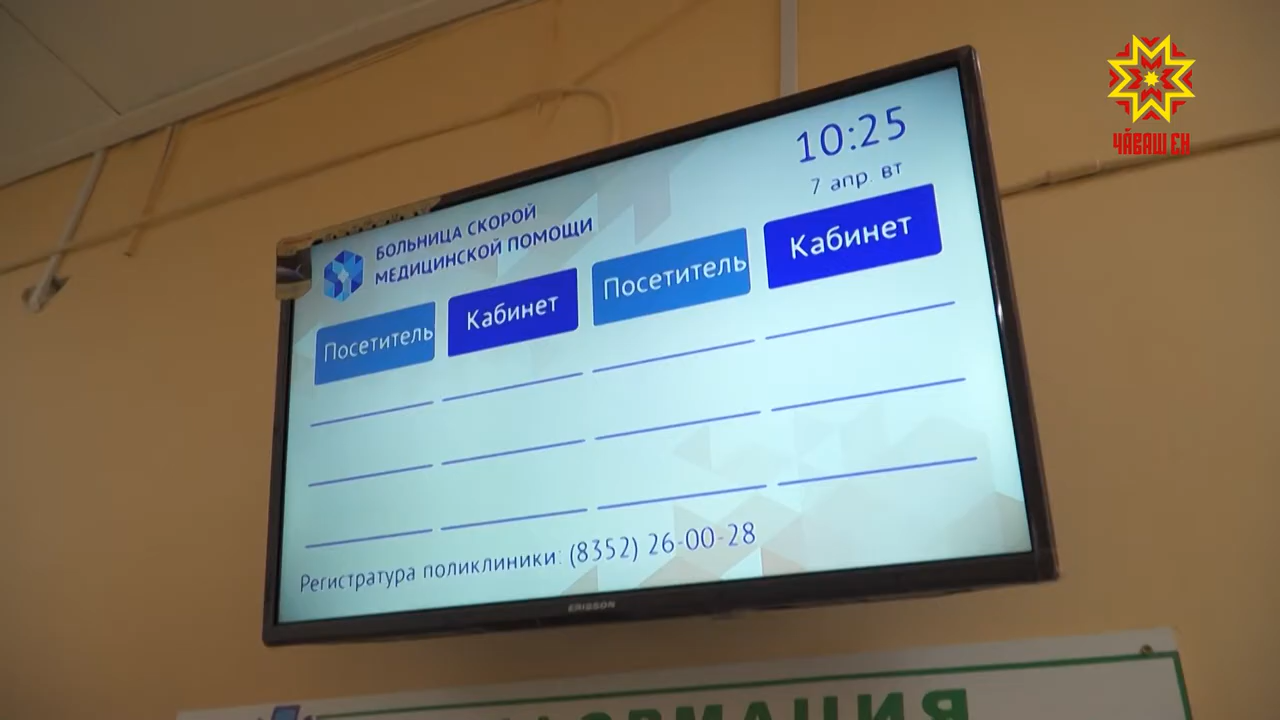 ЧӐВАШ ЕН
10:25
7 апр. вт
БОЛЬНИЦА СКОРОЙ
МЕДИЦИНСКОЙ ПОМОЩИ
Посетитель Кабинет Посетитель Кабинет
Регистратура поликлиники: (8352) 26-00-28
ERISSON